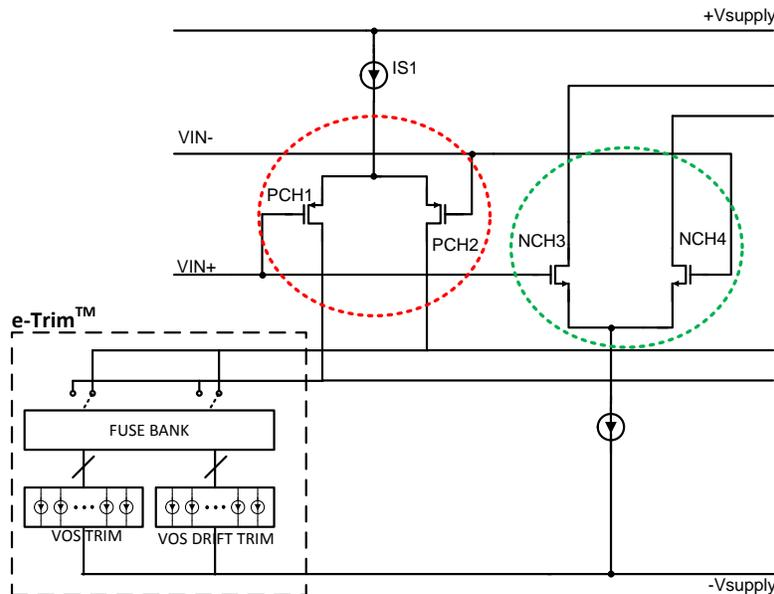 +Vsupply
IS1
VIN-
PCH1
PCH2
NCH3
NCH4
VIN+
e-Trim™
FUSE BANK
VOS TRIM
VOS DRIFT TRIM
-Vsupply